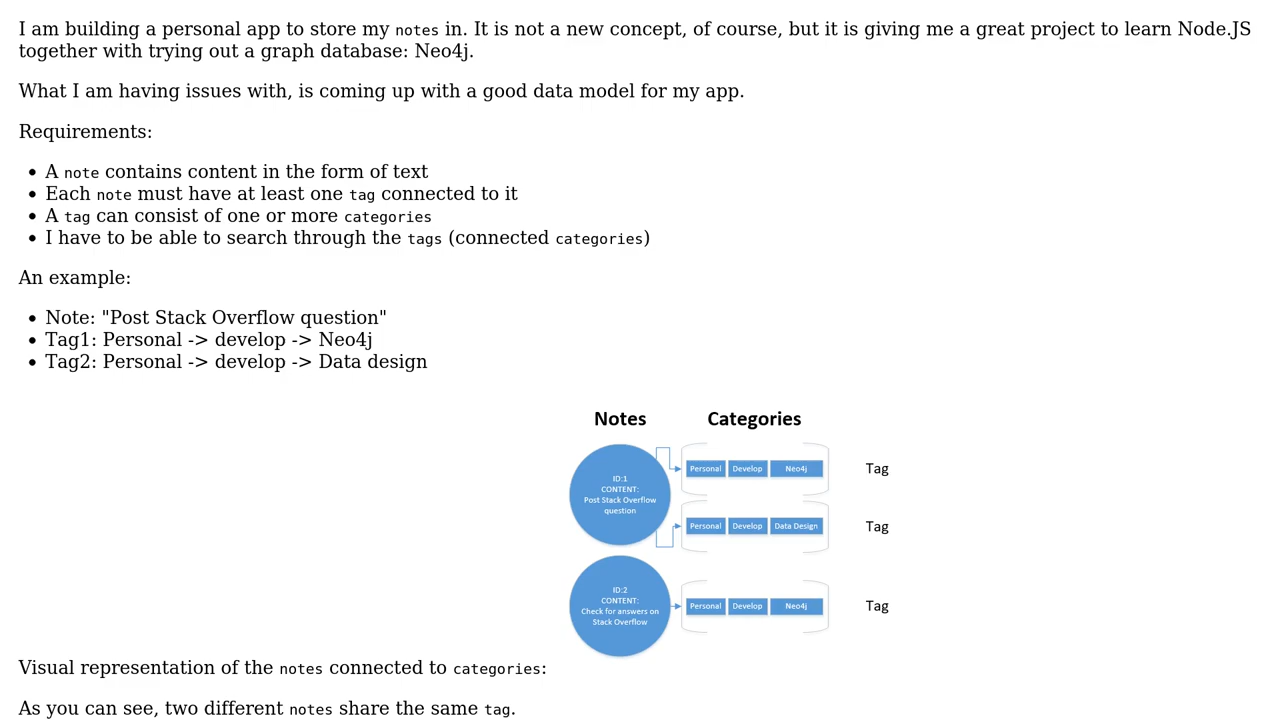 I am building a personal app to store my notes in. It is not a new concept, of course, but it is giving me a great project to learn Node.JS
together with trying out a graph database: Neo4j.
What I am having issues with, is coming up with a good data model for my app.
Requirements:
• A note contains content in the form of text
• Each note must have at least one tag connected to it
• A tag can consist of one or more categories
• I have to be able to search through the tags (connected categories)
An example:
• Note: "Post Stack Overflow question"
• Tag1: Personal -> develop -> Neo4j
• Tag2: Personal -> develop -> Data design
Notes Categories
ID:1
CONTENT:
Post Stack Overflow
question
Personal Develop Neo4j Tag
Personal Develop Data Design Tag
ID:2
CONTENT:
Check for answers on
Stack Overflow
Personal Develop Neo4j Tag
Visual representation of the notes connected to categories:
As you can see, two different notes share the same tag.